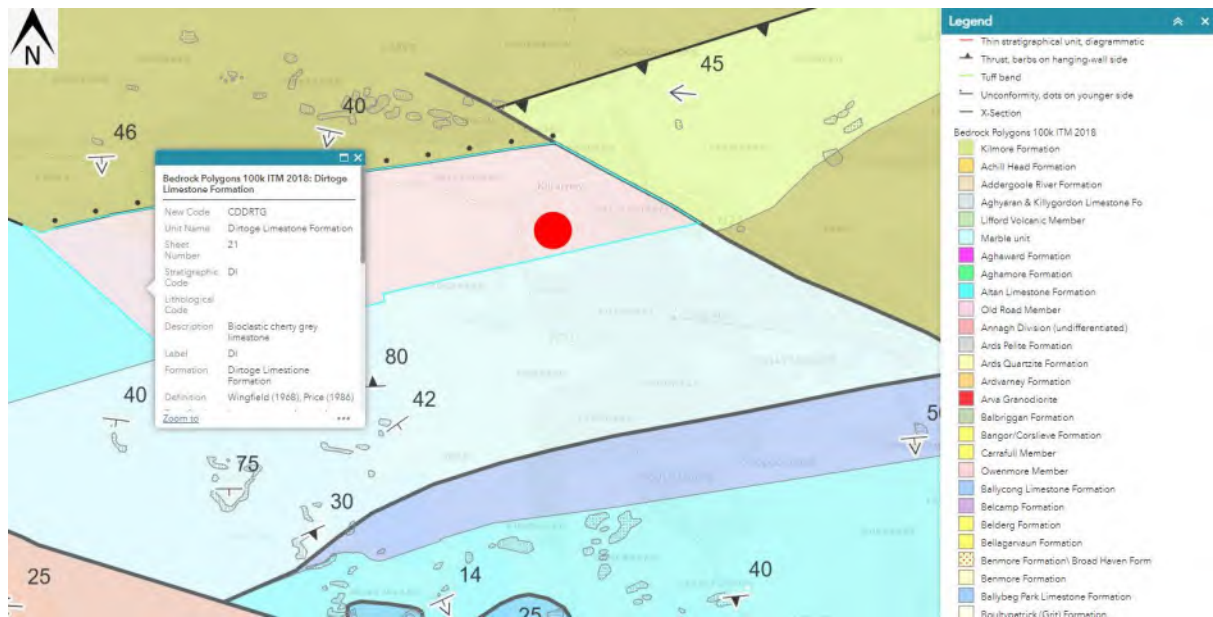 N
46
40
45
Bedrock Polygons 100k ITM 2018: Dirtoge
Limestone Formation
New Code CDDRTG
Unit Name Dirtoge Limestone Formation
Sheet Number 21
Stratigraphic Code DI
Lithological Code
Description Bioclastic cherty grey limestone
Label DI
Formation Dirtoge Limestione Formation
Definition Wingfield (1968), Price (1986)
Zoom to •••
80
42
40
75
30
25
14
25
40
Legend
Thin stratigraphical unit, diagrammatic
Thrust, barbs on hanging-wall side
Tuff band
Unconformity, dots on younger side
X-Section
Bedrock Polygons 100k ITM 2018
Kilmore Formation
Achill Head Formation
Addergoole River Formation
Aghyaran & Killygordon Limestone Fo
Lifford Volcanic Member
Marble unit
Aghaward Formation
Aghamore Formation
Altan Limestone Formation
Old Road Member
Annagh Division (undifferentiated)
Ards Pelite Formation
Ards Quartzite Formation
Ardvarney Formation
Ania Granodiorite
Balbriggan Formation
Bangor/Corslieve Formation
Carrafull Member
Owenmore Member
Ballycong Limestone Formation
Belcamp Formation
Belderg Formation
Bellagarvaun Formation
Benmore Formation\ Broad Haven Form
Benmore Formation
Ballybeg Park Limestone Formation
Boultypatrick (Grit) Formation